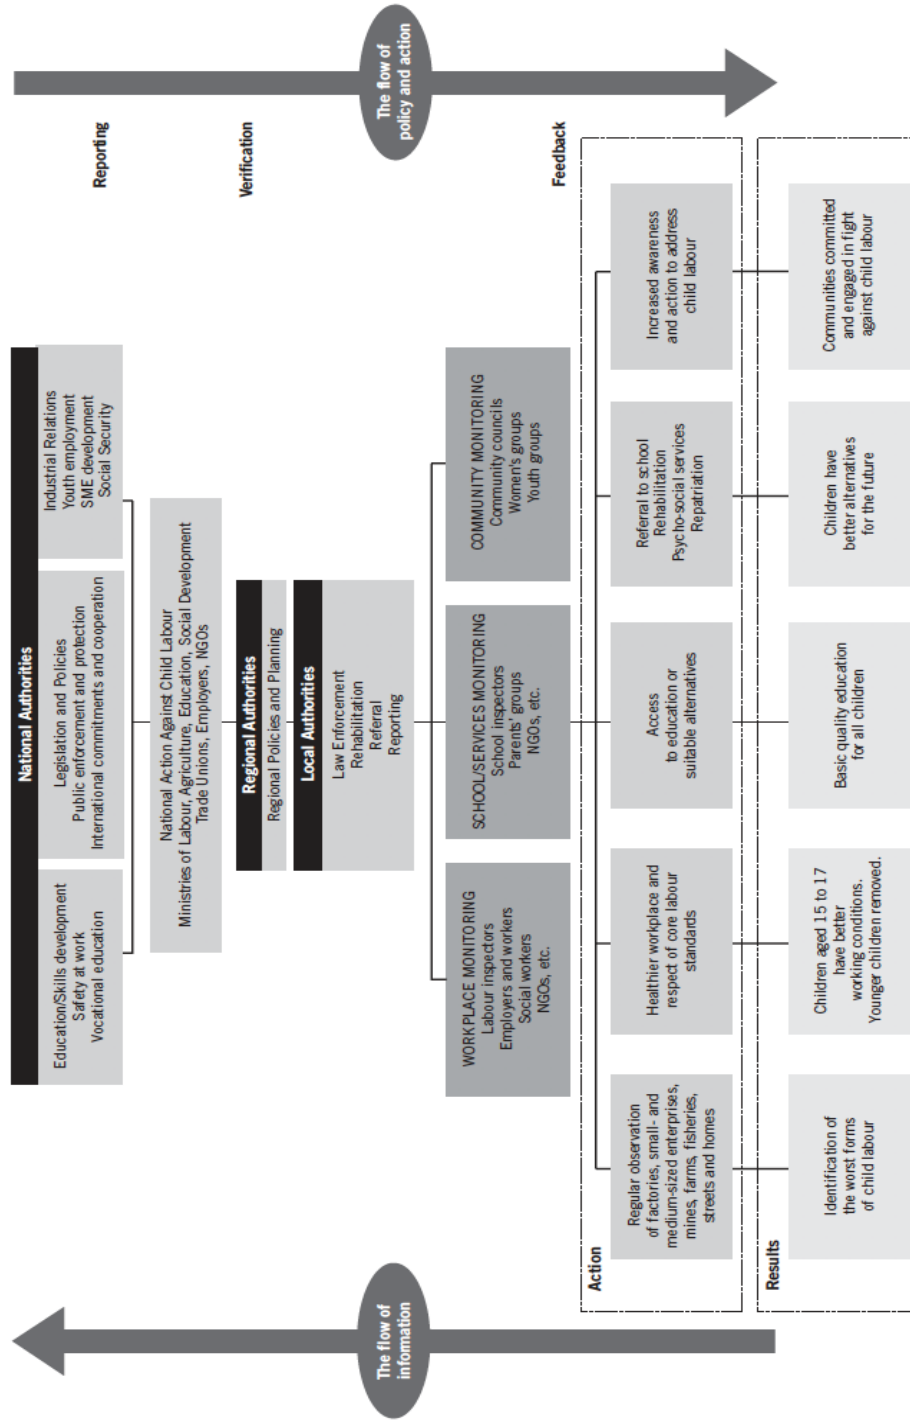 National Authorities
Education/Skills development
Safety at work
Vocational education
Legislation and Policies
Public enforcement and protection
International commitments and cooperation
Industrial Relations
Youth employment
SME development
Social Security
Reporting
National Action Against Child Labour
Ministries of Labour, Agriculture, Education, Social Development
Trade Unions, Employers, NGOs
Verification
Regional Authorities
Regional Policies and Planning
Local Authorities
Law Enforcement
Rehabilitation
Referral
Reporting
The flow of
information
The flow of
policy and action
WORKPLACE MONITORING
Labour inspectors
Employers and workers
Social workers
NGOs, etc.
SCHOOL/SERVICES MONITORING
School inspectors
Parents' groups
NGOs, etc.
COMMUNITY MONITORING
Community councils
Women's groups
Youth groups
Feedback
Action
Regular observation
of factories, small- and
medium-sized enterprises,
mines, farms, fisheries,
streets and homes
Healthier workplace and
respect of core labour
standards
Access
to education or
suitable alternatives
Referral to school
Rehabilitation
Psycho-social services
Repatriation
Increased awareness
and action to address
child labour
Results
Identification of
the worst forms
of child labour
Children aged 15 to 17
have better
working conditions.
Younger children removed.
Basic quality education
for all children
Children have
better alternatives
for the future
Communities committed
and engaged in fight
against child labour